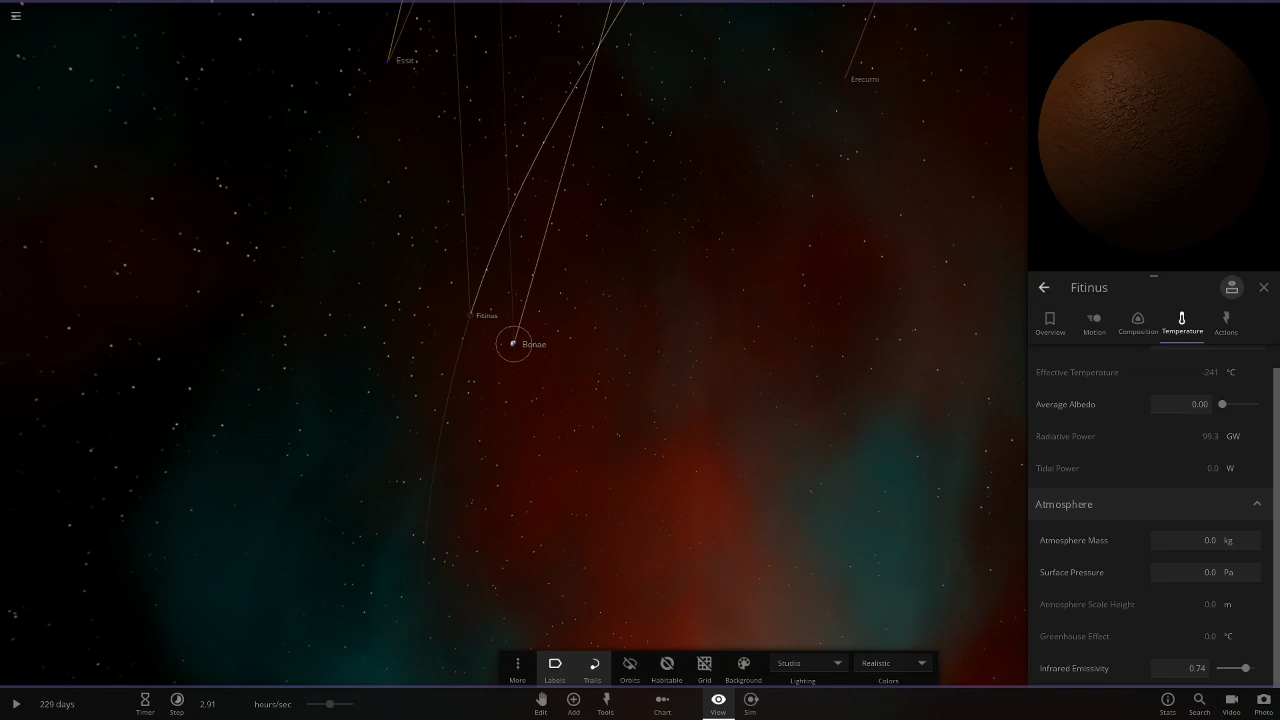 Essit
Erecumi
Fitinus
Bonae
Fitinus
Overview
Motion
Composition
Temperature
Actions
Effective Temperature -241 °C
Average Albedo 0.00
Radiative Power 99.3 GW
Tidal Power 0.0 W
Atmosphere
Atmosphere Mass 0.0 kg
Surface Pressure 0.0 Pa
Atmosphere Scale Height 0.0 m
Greenhouse Effect 0.0 °C
Infrared Emissivity 0.74
More
Labels
Trails
Orbits
Habitable
Grid
Background
Studio
Lighting
Realistic
Colors
229 days
Timer
Step
2.91 hours/sec
Edit
Add
Tools
Chart
View
Sim
Stats
Search
Video
Photo